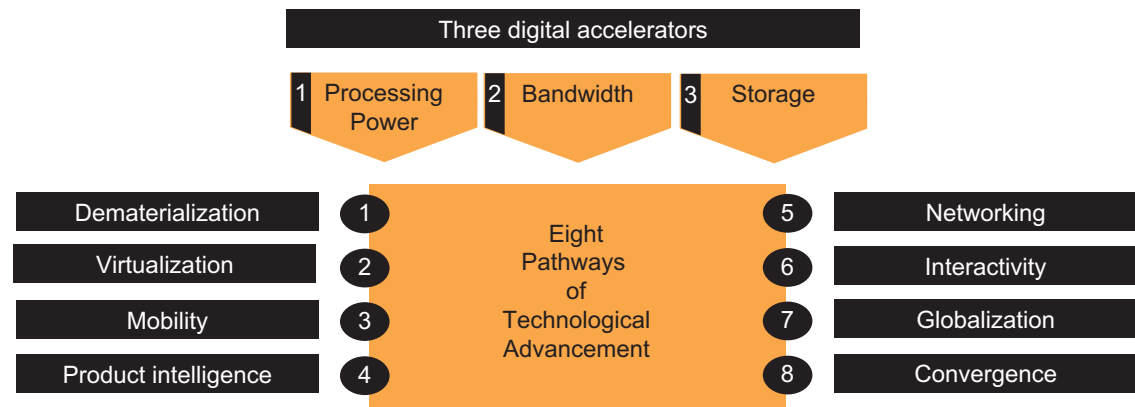 Three digital accelerators
1 Processing
Power
2 Bandwidth
3 Storage
Dematerialization 1
Virtualization 2
Mobility 3
Product intelligence 4
Eight
Pathways
of
Technological
Advancement
5 Networking
6 Interactivity
7 Globalization
8 Convergence